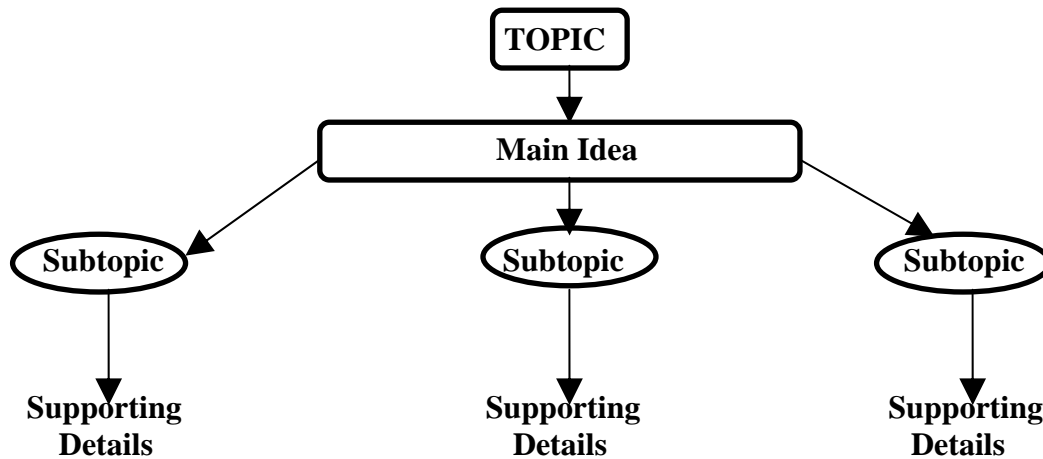 TOPIC
Main Idea
Subtopic
Subtopic
Subtopic
Supporting
Details
Supporting
Details
Supporting
Details